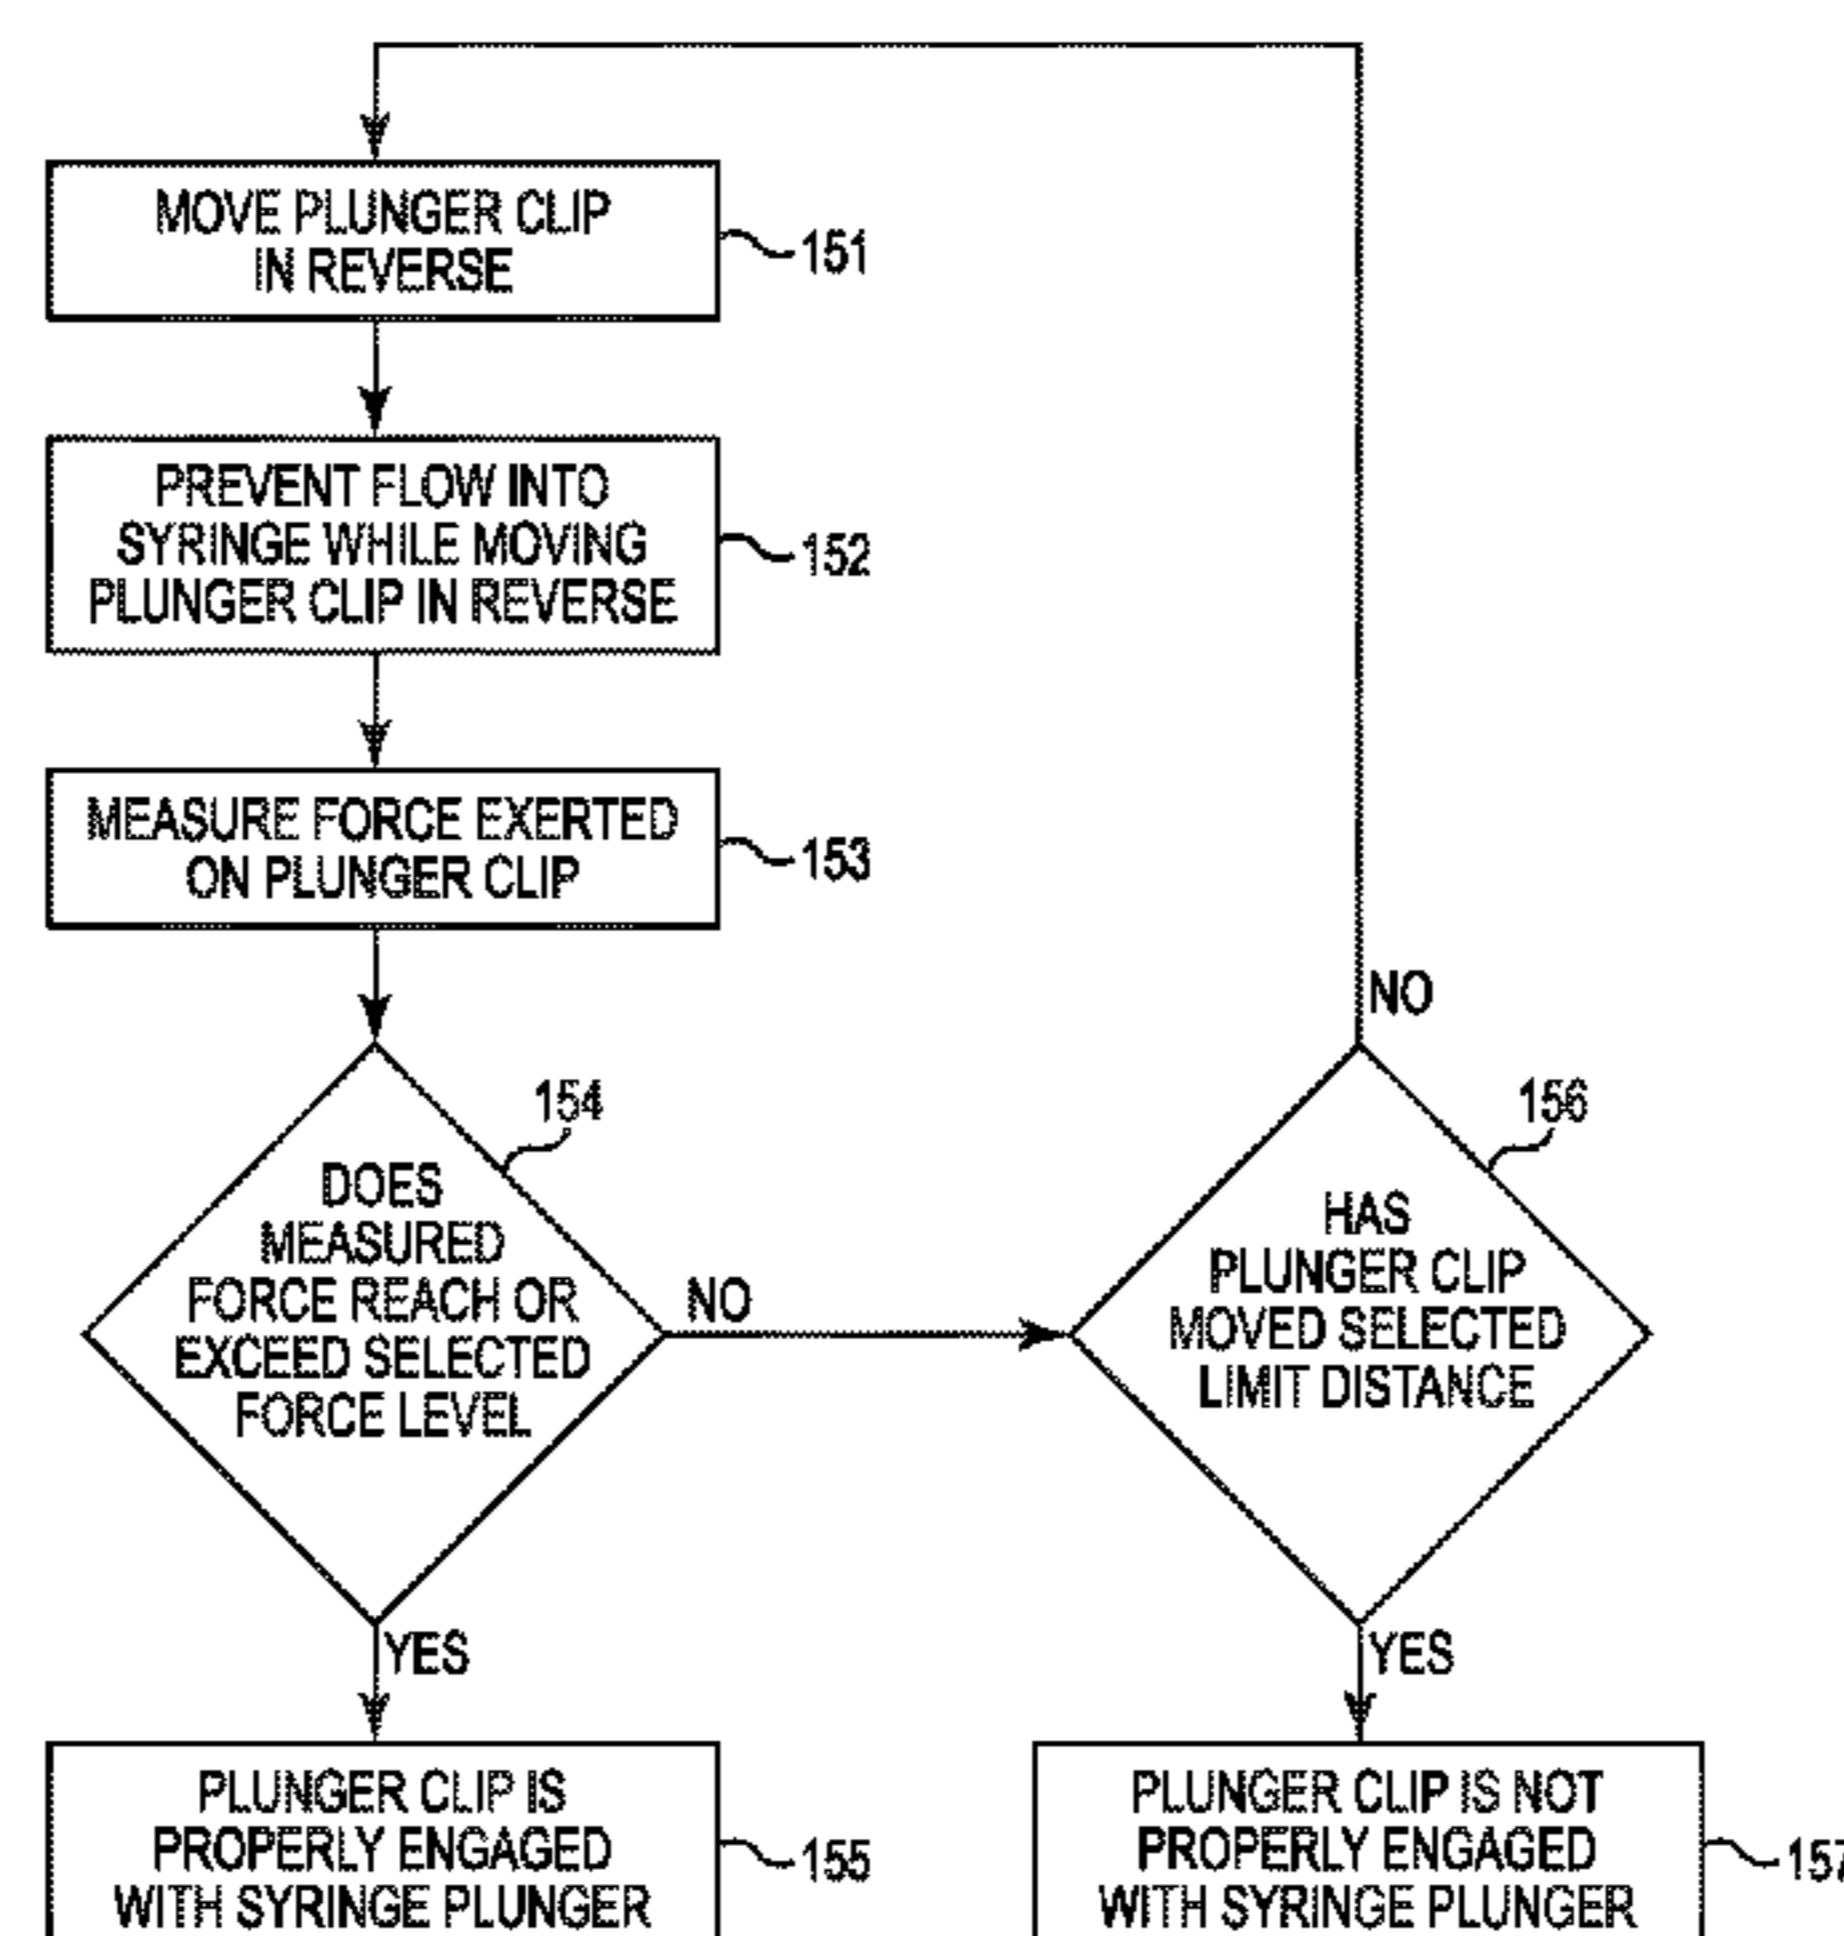 MOVE PLUNGER CLIP
IN REVERSE
151
PREVENT FLOW INTO
SYRINGE WHILE MOVING
PLUNGER CLIP IN REVERSE
152
MEASURE FORCE EXERTED
ON PLUNGER CLIP
153
154
DOES
MEASURED
FORCE REACH OR
EXCEED SELECTED
FORCE LEVEL
NO
YES
NO
156
HAS
PLUNGER CLIP
MOVED SELECTED
LIMIT DISTANCE
YES
PLUNGER CLIP IS
PROPERLY ENGAGED
WITH SYRINGE PLUNGER
155
PLUNGER CLIP IS NOT
PROPERLY ENGAGED
WITH SYRINGE PLUNGER
157